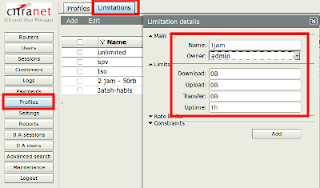 citranet
Citranet User Manager
Routers
Users
Sessions
Customers
Logs
Payments
Profiles
Settings
Reports
0 A sessions
0 A users
Advanced search
Maintenance
Logout
Profiles
Limitations
Add
Edit
Name
unlimited
spv
tso
2 jam - 50rb
Jatah-habis
Limitation details
Main
Name: 1jam
Owner: admin
Limits
Download: 0B
Upload: 0B
Transfer: 0B
Uptime: 1h
Rate limits
Constraints
Add